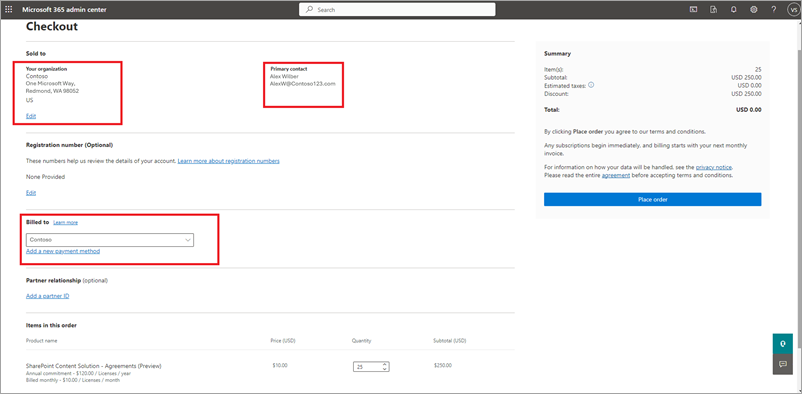 Microsoft 365 admin center
Search
VS
Checkout
Sold to
Your organization
Contoso
One Microsoft Way,
Redmond, WA 98052
US
Edit
Primary contact
Alex Wilber
AlexW@Contoso123.com
Registration number (Optional)
These numbers help us review the details of your account. Learn more about registration numbers
None Provided
Edit
Billed to Learn more
Contoso
Add a new payment method
Partner relationship (optional)
Add a partner ID
Items in this order
Product name Price (USD) Quantity Subtotal (USD)
SharePoint Content Solution - Agreements (Preview) $10.00 25 $250.00
Annual commitment - $120.00 / Licenses / year
Billed monthly - $10.00 / Licenses / month
Summary
Item(s): 25
Subtotal: USD 250.00
Estimated taxes: USD 0.00
Discount: USD 250.00
Total: USD 0.00
By clicking Place order you agree to our terms and conditions.
Any subscriptions begin immediately, and billing starts with your next monthly
invoice.
For information on how your data will be handled, see the privacy notice.
Please read the entire agreement before accepting terms and conditions.
Place order